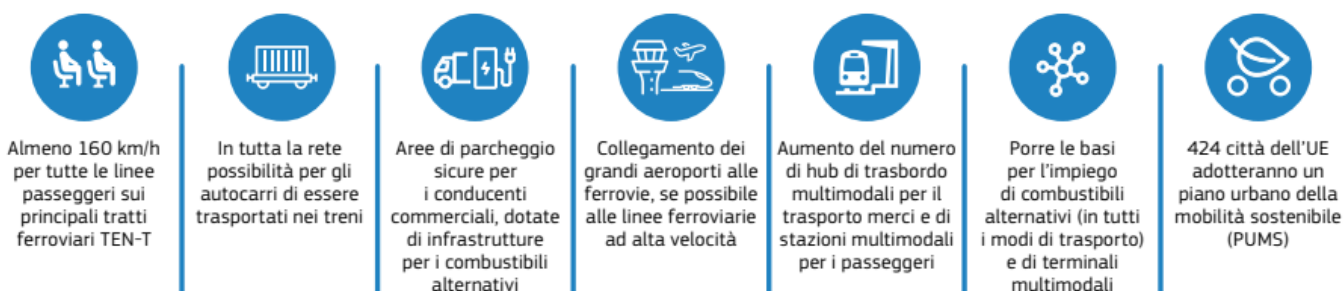 Almeno 160 km/h
per tutte le linee
passeggeri sui
principali tratti
ferroviari TEN-T
In tutta la rete
possibilità per gli
autocarri di essere
trasportati nei treni
Aree di parcheggio
sicure per
i conducenti
commerciali, dotate
di infrastrutture
per i combustibili
alternativi
Collegamento dei
grandi aeroporti alle
ferrovie, se possibile
alle linee ferroviarie
ad alta velocità
Aumento del numero
di hub di trasbordo
multimodali per il
trasporto merci e di
stazioni multimodali
per i passeggeri
Porre le basi
per l'impiego
di combustibili
alternativi (in tutti
i modi di trasporto)
e di terminali
multimodali
424 città dell'UE
adotteranno un
piano urbano della
mobilità sostenibile
(PUMS)